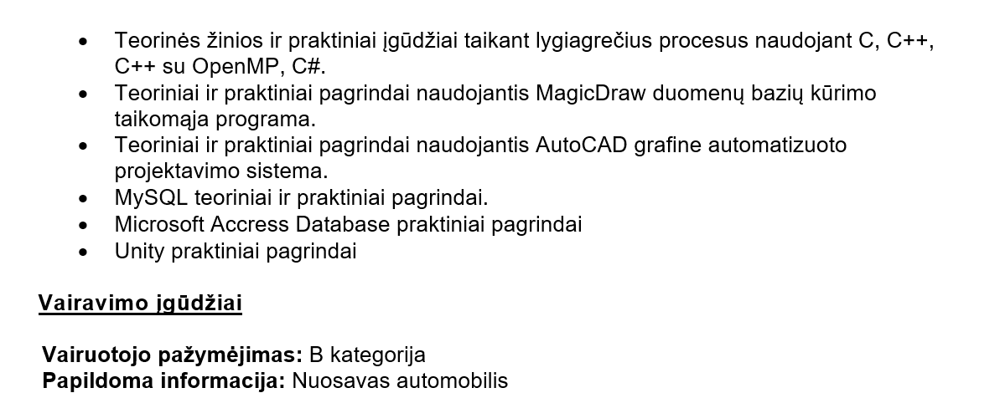 • Teorinės žinios ir praktiniai įgūdžiai taikant lygiagrečius procesus naudojant C, C++,
C++ su OpenMP, C#.
• Teoriniai ir praktiniai pagrindai naudojantis MagicDraw duomenų bazių kūrimo
taikomąja programa.
• Teoriniai ir praktiniai pagrindai naudojantis AutoCAD grafine automatizuoto
projektavimo sistema.
• MySQL teoriniai ir praktiniai pagrindai.
• Microsoft Accress Database praktiniai pagrindai
• Unity praktiniai pagrindai
Vairavimo įgūdžiai
Vairuotojo pažymėjimas: B kategorija
Papildoma informacija: Nuosavas automobilis